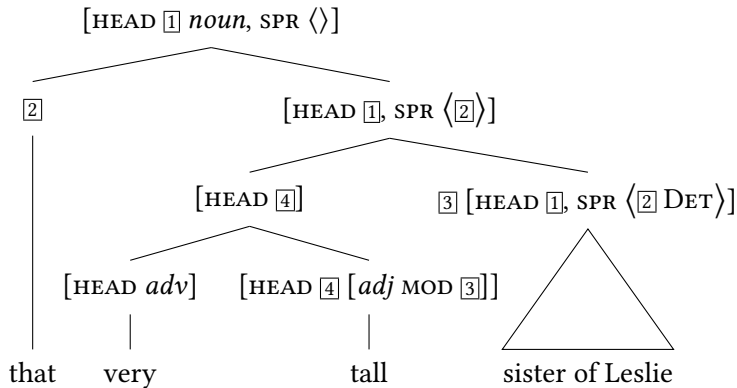 [HEAD 1 noun, SPR ⟨⟩]
2 [HEAD 1, SPR ⟨2⟩]
[HEAD 4] 3 [HEAD 1, SPR ⟨2 DET⟩]
[HEAD adv] [HEAD 4 [adj MOD 3]]
that very tall sister of Leslie